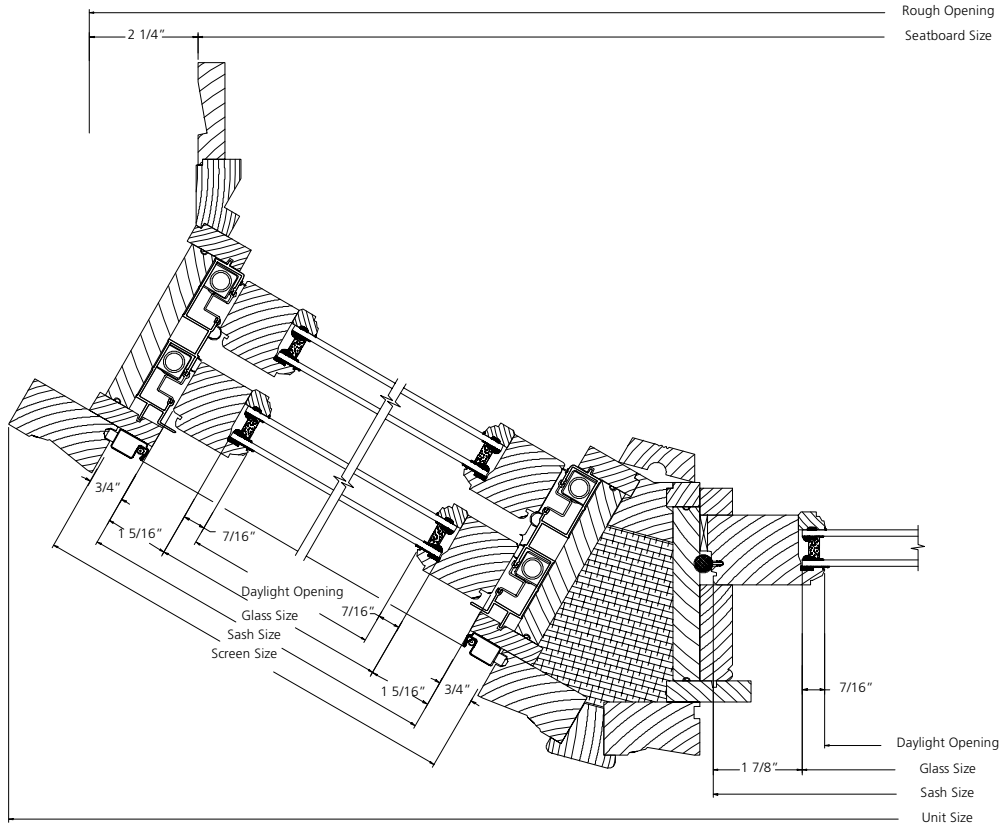 Rough Opening
2 1/4”
Seatboard Size
3/4”
1 5/16”
7/16”
Daylight Opening
7/16”
Glass Size
Sash Size
Screen Size
1 5/16”
3/4”
7/16”
Daylight Opening
1 7/8”
Glass Size
Sash Size
Unit Size